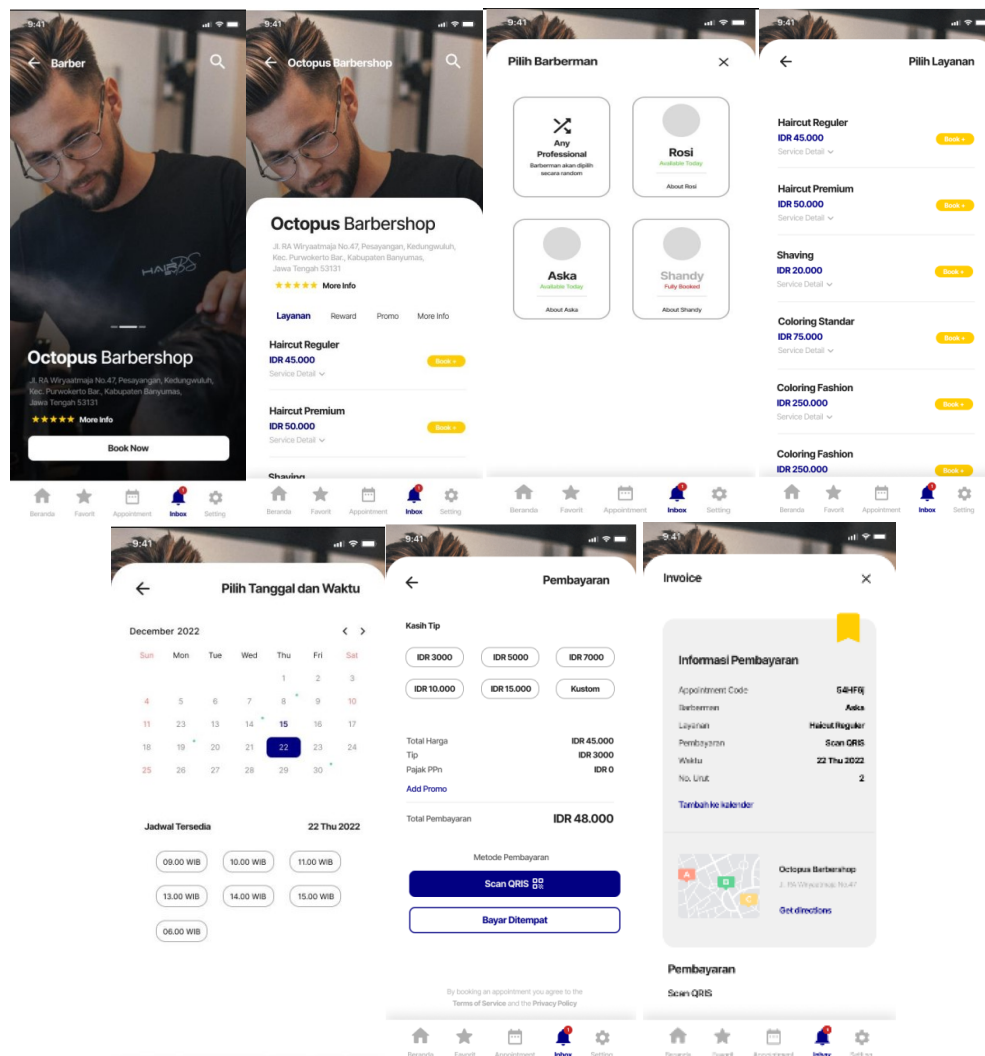 9:41
Barber
HAIR
Octopus Barbershop
Jl. RA Wiryaatmaja No.47, Pesayangan, Kedungwuluh,
Kec. Purwokerto Bar., Kabupaten Banyumas,
Jawa Tengah 53131
More Info
Book Now
Beranda
Favorit
Appointment
Inbox
Setting
9:41
Octopus Barbershop
Octopus Barbershop
Jl. RA Wiryaatmaja No.47, Pesayangan, Kedungwuluh,
Kec. Purwokerto Bar., Kabupaten Banyumas,
Jawa Tengah 53131
More Info
Layanan Reward Promo More Info
Haircut Reguler
IDR 45.000
Book +
Service Detail
Haircut Premium
IDR 50.000
Book +
Service Detail
Shaving
Beranda
Favorit
Appointment
Inbox
Setting
9:41
Pilih Barberman
Any
Professional
Barberman akan dipilih
secara random
Rosi
Available Today
About Rosi
Aska
Available Today
About Aska
Shandy
Fully Booked
About Shandy
Beranda
Favorit
Appointment
Inbox
Setting
9:41
Pilih Layanan
Haircut Reguler
IDR 45.000
Book +
Service Detail
Haircut Premium
IDR 50.000
Book +
Service Detail
Shaving
IDR 20.000
Book +
Service Detail
Coloring Standar
IDR 75.000
Book +
Service Detail
Coloring Fashion
IDR 250.000
Book +
Service Detail
Coloring Fashion
IDR 250.000
Book +
Beranda
Favorit
Appointment
Inbox
Setting
9:41
Pilih Tanggal dan Waktu
December 2022
Sun Mon Tue Wed Thu Fri Sat
1 2 3
4 5 6 7 8 9 10
11 23 13 14 15 16 17
18 19 20 21 22 23 24
25 26 27 28 29 30
Jadwal Tersedia 22 Thu 2022
09.00 WIB 10.00 WIB 11.00 WIB
13.00 WIB 14.00 WIB 15.00 WIB
06.00 WIB
9:41
Pembayaran
Kasih Tip
IDR 3000 IDR 5000 IDR 7000
IDR 10.000 IDR 15.000 Kustom
Total Harga IDR 45.000
Tip IDR 3000
Pajak PPn IDR 0
Add Promo
Total Pembayaran IDR 48.000
Metode Pembayaran
Scan QRIS
Bayar Ditempat
By booking an appointment you agree to the
Terms of Service and the Privacy Policy
Beranda
Favorit
Appointment
Inbox
Setting
9:41
Invoice
Informasi Pembayaran
Appointment Code
Barberman Aska
Layanan Haicut Reguler
Pembayaran Scan QRIS
Waktu 22 Thu 2022
No. Urut 2
Tambah ke kalender
A
B
C
Octopus Barbershop
Get directions
Pembayaran
Scan QRIS
Beranda
Favorit
Appointment
Inbox
Setting